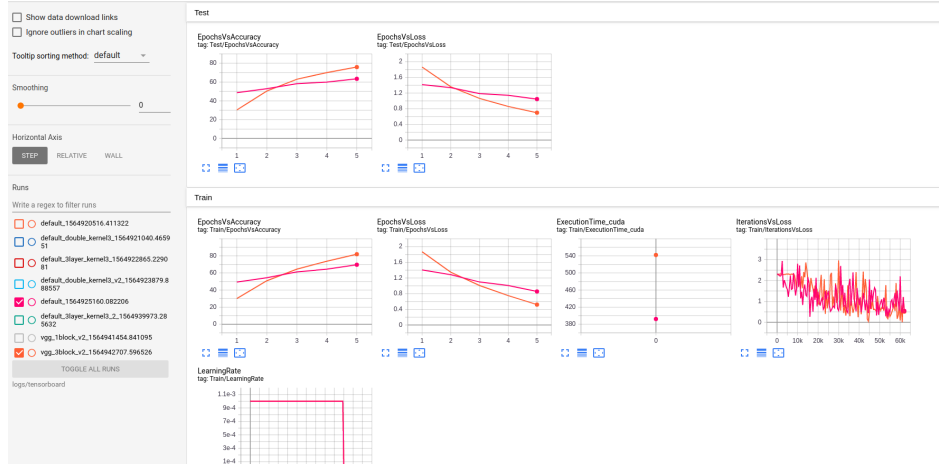 Show data download links
Ignore outliers in chart scaling
Tooltip sorting method: default
Smoothing
0
Horizontal Axis
STEP RELATIVE WALL
Runs
Write a regex to filter runs
default_1564920516.411322
default_double_kernel3_1564921040.4659
51
default_3layer_kernel3_1564922865.2290
81
default_double_kernel3_v2_1564923879.8
88557
default_1564925160.082206
default_3layer_kernel3_2_1564939973.28
5632
vgg_1block_v2_1564941454.841095
vgg_3block_v2_1564942707.596526
TOGGLE ALL RUNS
logs/tensorboard
Test
EpochsVsAccuracy
tag: Test/EpochsVsAccuracy
80
60
40
20
0
1 2 3 4 5
EpochsVsLoss
tag: Test/EpochsVsLoss
2
1.6
1.2
0.8
0.4
0
1 2 3 4 5
Train
EpochsVsAccuracy
tag: Train/EpochsVsAccuracy
80
60
40
20
0
1 2 3 4 5
EpochsVsLoss
tag: Train/EpochsVsLoss
2
1.6
1.2
0.8
0.4
0
1 2 3 4 5
ExecutionTime_cuda
tag: Train/ExecutionTime_cuda
540
500
460
420
380
0
IterationsVsLoss
tag: Train/IterationsVsLoss
3
2
1
0
0 10k 20k 30k 40k 50k 60k
LearningRate
tag: Train/LearningRate
1.1e-3
9e-4
7e-4
5e-4
3e-4
1e-4